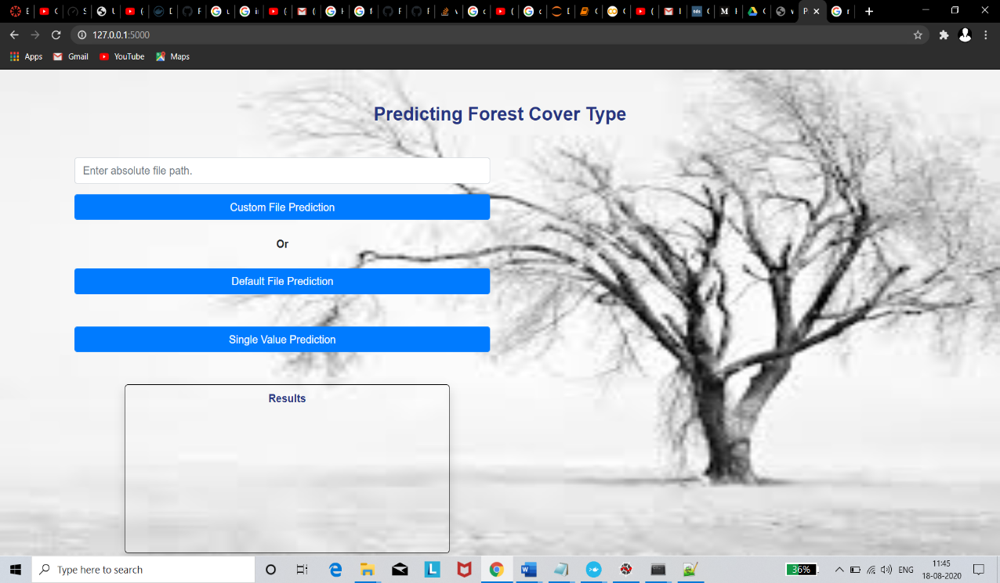 127.0.0.1:5000
Apps Gmail YouTube Maps
Predicting Forest Cover Type
Enter absolute file path.
Custom File Prediction
Or
Default File Prediction
Single Value Prediction
Results
Type here to search
36%
ENG
11:45
18-08-2020